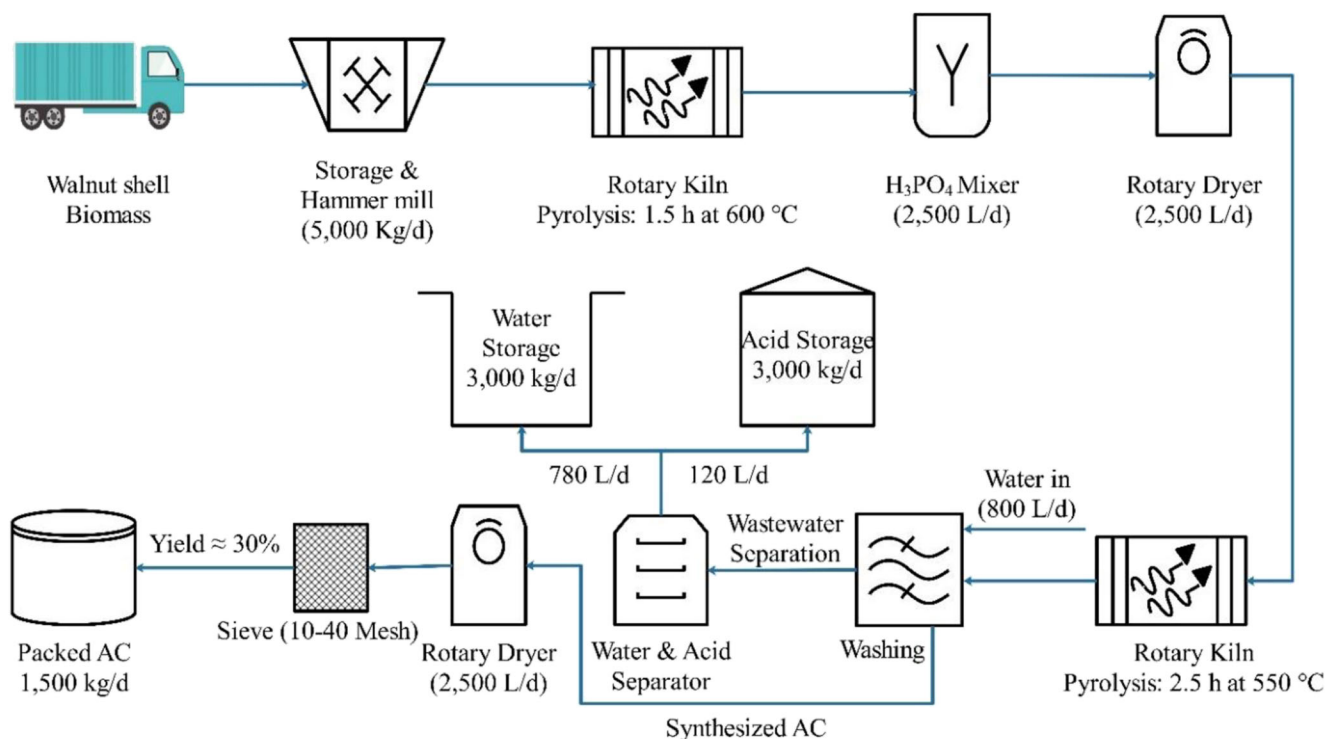 Walnut shell
Biomass
Storage &
Hammer mill
(5,000 Kg/d)
Rotary Kiln
Pyrolysis: 1.5 h at 600 °C
H₃PO₄ Mixer
(2,500 L/d)
Rotary Dryer
(2,500 L/d)
Water
Storage
3,000 kg/d
Acid Storage
3,000 kg/d
780 L/d
120 L/d
Water in
(800 L/d)
Yield ≈ 30%
Wastewater
Separation
Packed AC
1,500 kg/d
Sieve (10-40 Mesh)
Rotary Dryer
(2,500 L/d)
Water & Acid
Separator
Washing
Rotary Kiln
Pyrolysis: 2.5 h at 550 °C
Synthesized AC